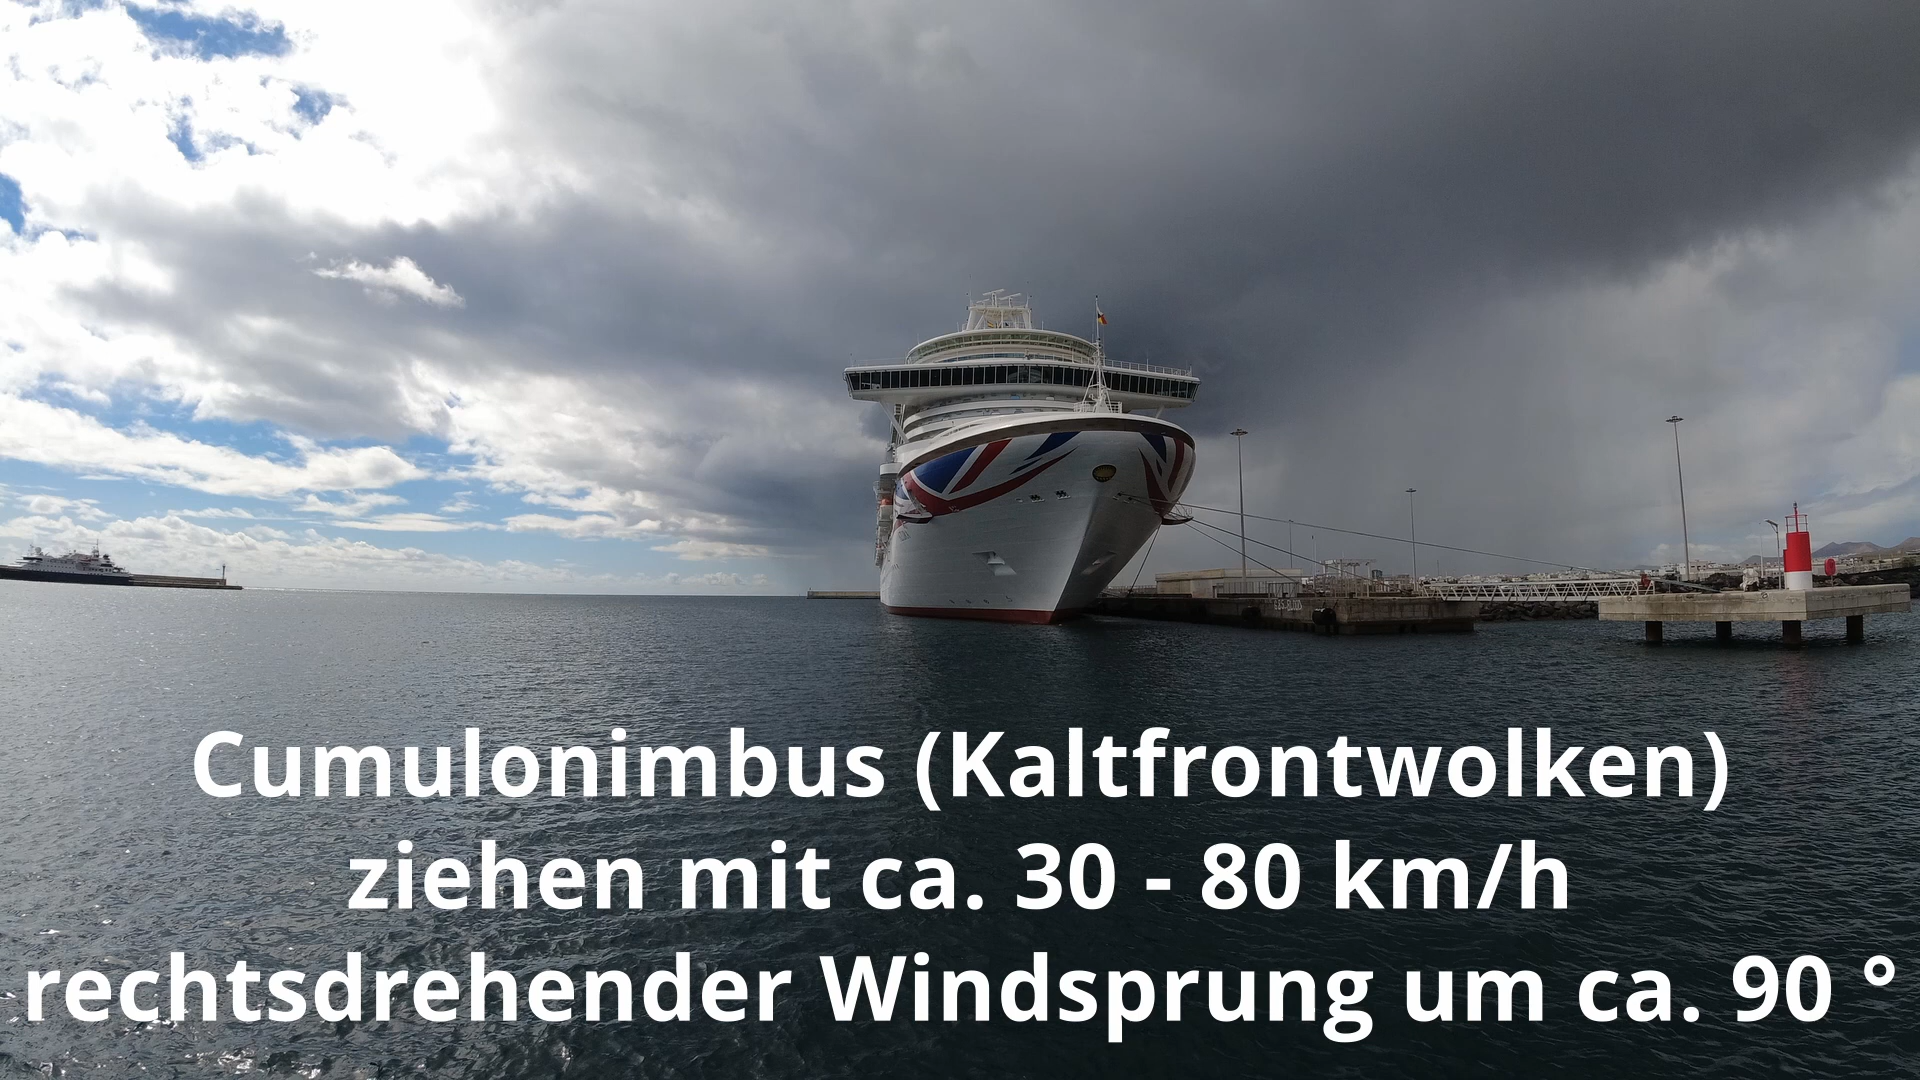 Cumulonimbus (Kaltfrontwolken)
ziehen mit ca. 30 - 80 km/h
rechtsdrehender Windsprung um ca. 90 °